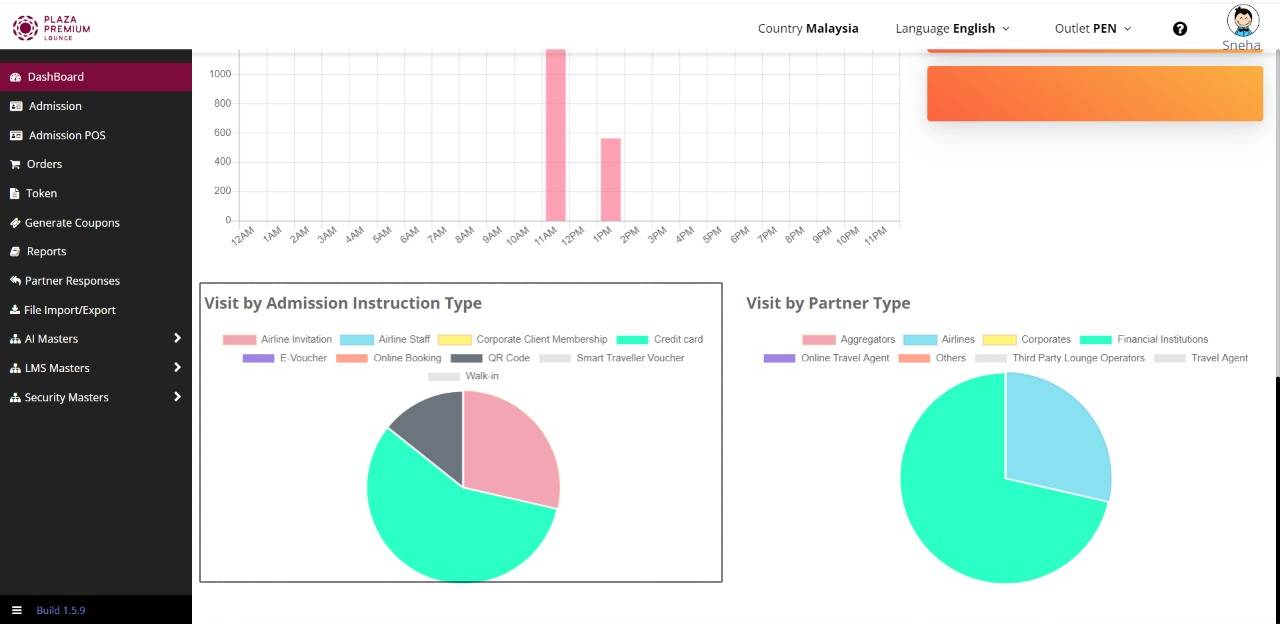 PLAZA
PREMIUM
LOUNGE
Country Malaysia
Language English
Outlet PEN
Sneha
DashBoard
Admission
Admission POS
Orders
Token
Generate Coupons
Reports
Partner Responses
File Import/Export
AI Masters
LMS Masters
Security Masters
Build 1.5.9
1000
800
600
400
200
0
12AM 1AM 2AM 3AM 4AM 5AM 6AM 7AM 8AM 9AM 10AM 11AM 12PM 1PM 2PM 3PM 4PM 5PM 6PM 7PM 8PM 9PM 10PM 11PM
Visit by Admission Instruction Type
Airline Invitation Airline Staff Corporate Client Membership Credit card
E-Voucher Online Booking QR Code Smart Traveller Voucher
Walk-in
Visit by Partner Type
Aggregators Airlines Corporates Financial Institutions
Online Travel Agent Others Third Party Lounge Operators Travel Agent